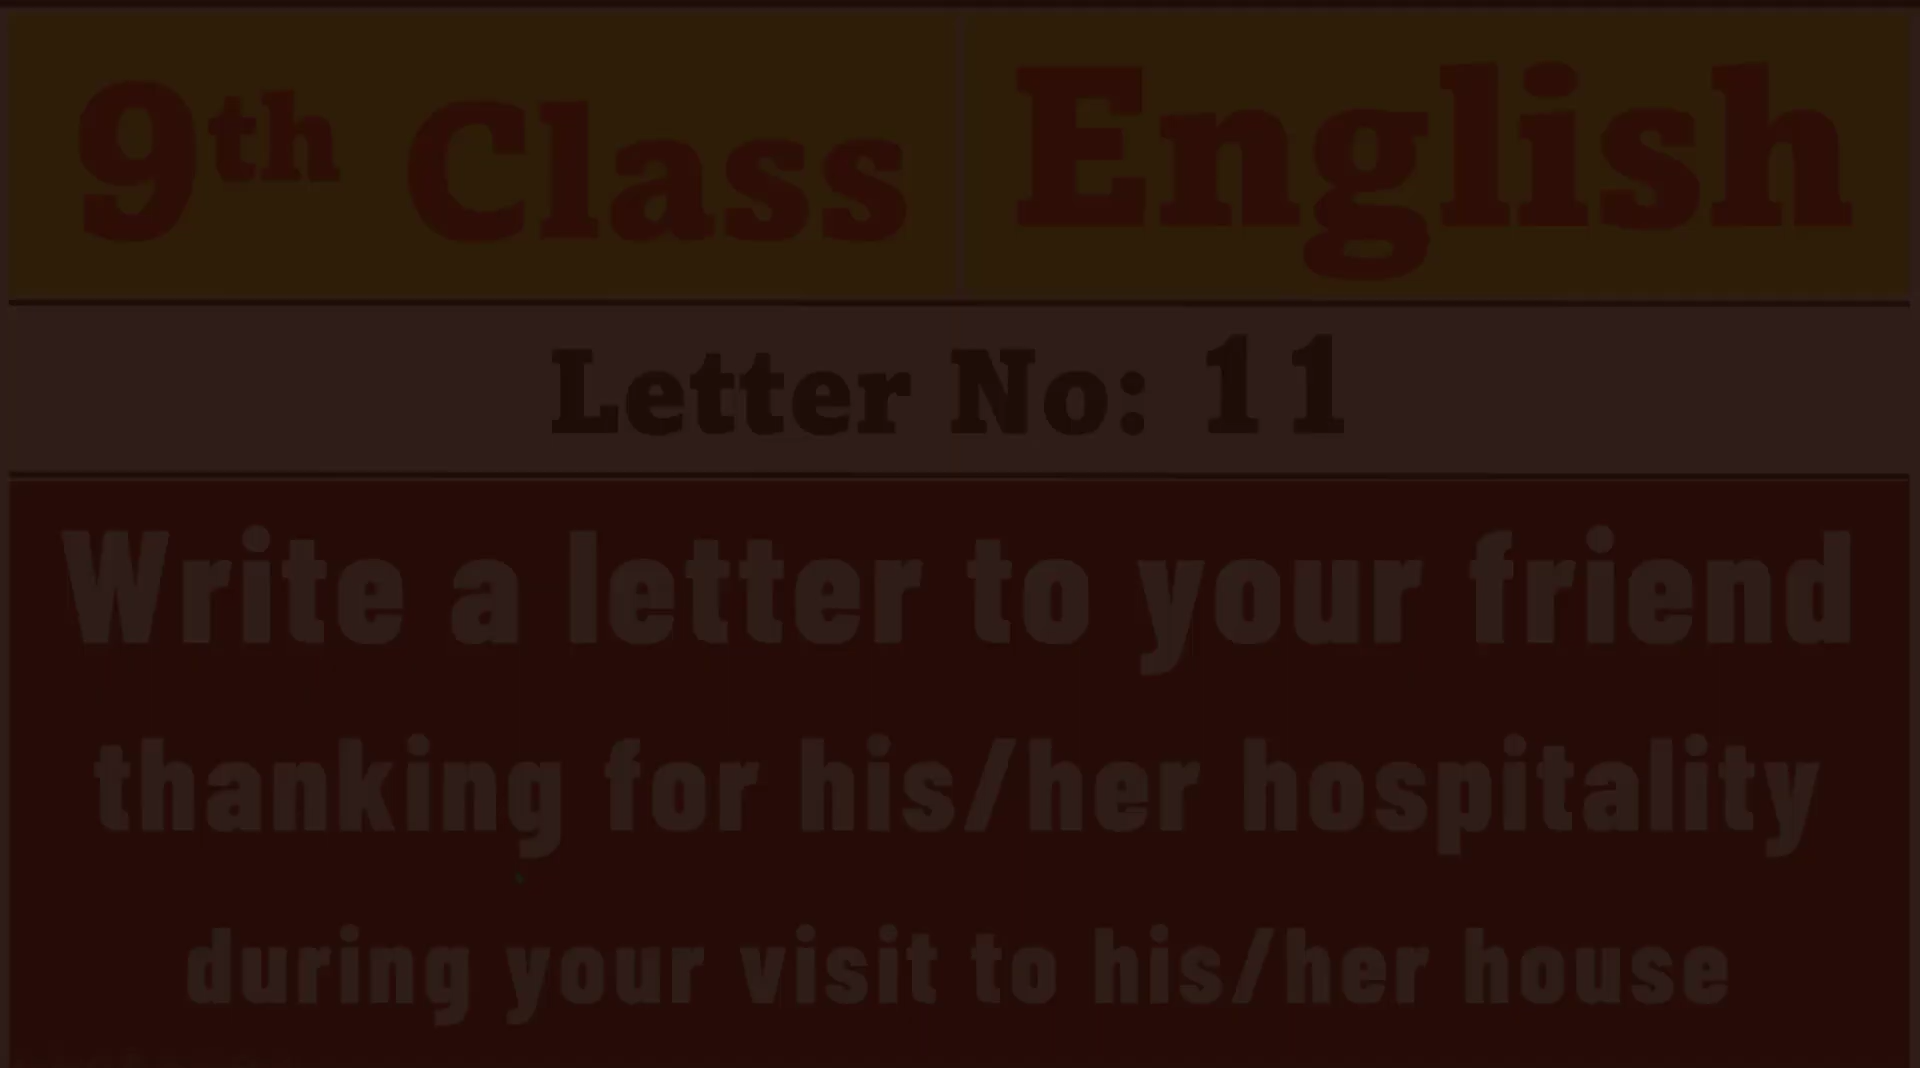 9th Class English
Letter No: 11
Write a letter to your friend
thanking for his/her hospitality
during your visit to his/her house